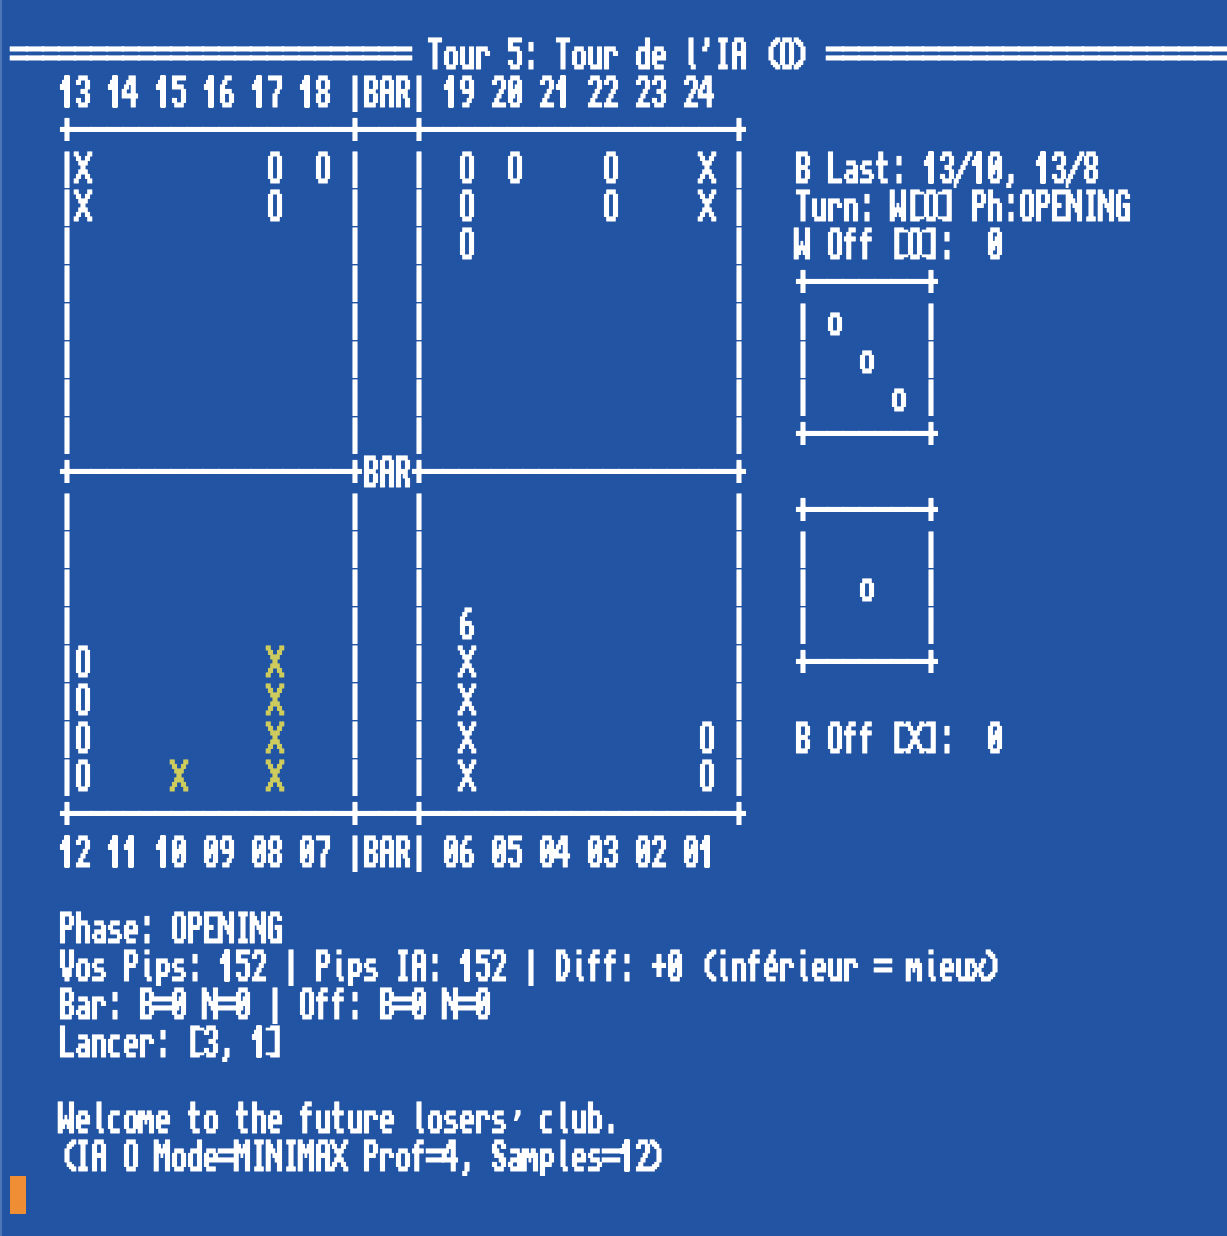 Tour 5: Tour de l'IA (O)
13 14 15 16 17 18 |BAR| 19 20 21 22 23 24
X O O O O O X B Last: 13/10, 13/8
X O O O X Turn: W[O] Ph:OPENING
O W Off [O]: 0
o
o
o
BAR
o
6
O X X
O X X
O X X O B Off [X]: 0
O X X X O
12 11 10 09 08 07 |BAR| 06 05 04 03 02 01
Phase: OPENING
Vos Pips: 152 | Pips IA: 152 | Diff: +0 (inférieur = mieux)
Bar: B=0 N=0 | Off: B=0 N=0
Lancer: [3, 1]
Welcome to the future losers' club.
(IA O Mode=MINIMAX Prof=4, Samples=12)